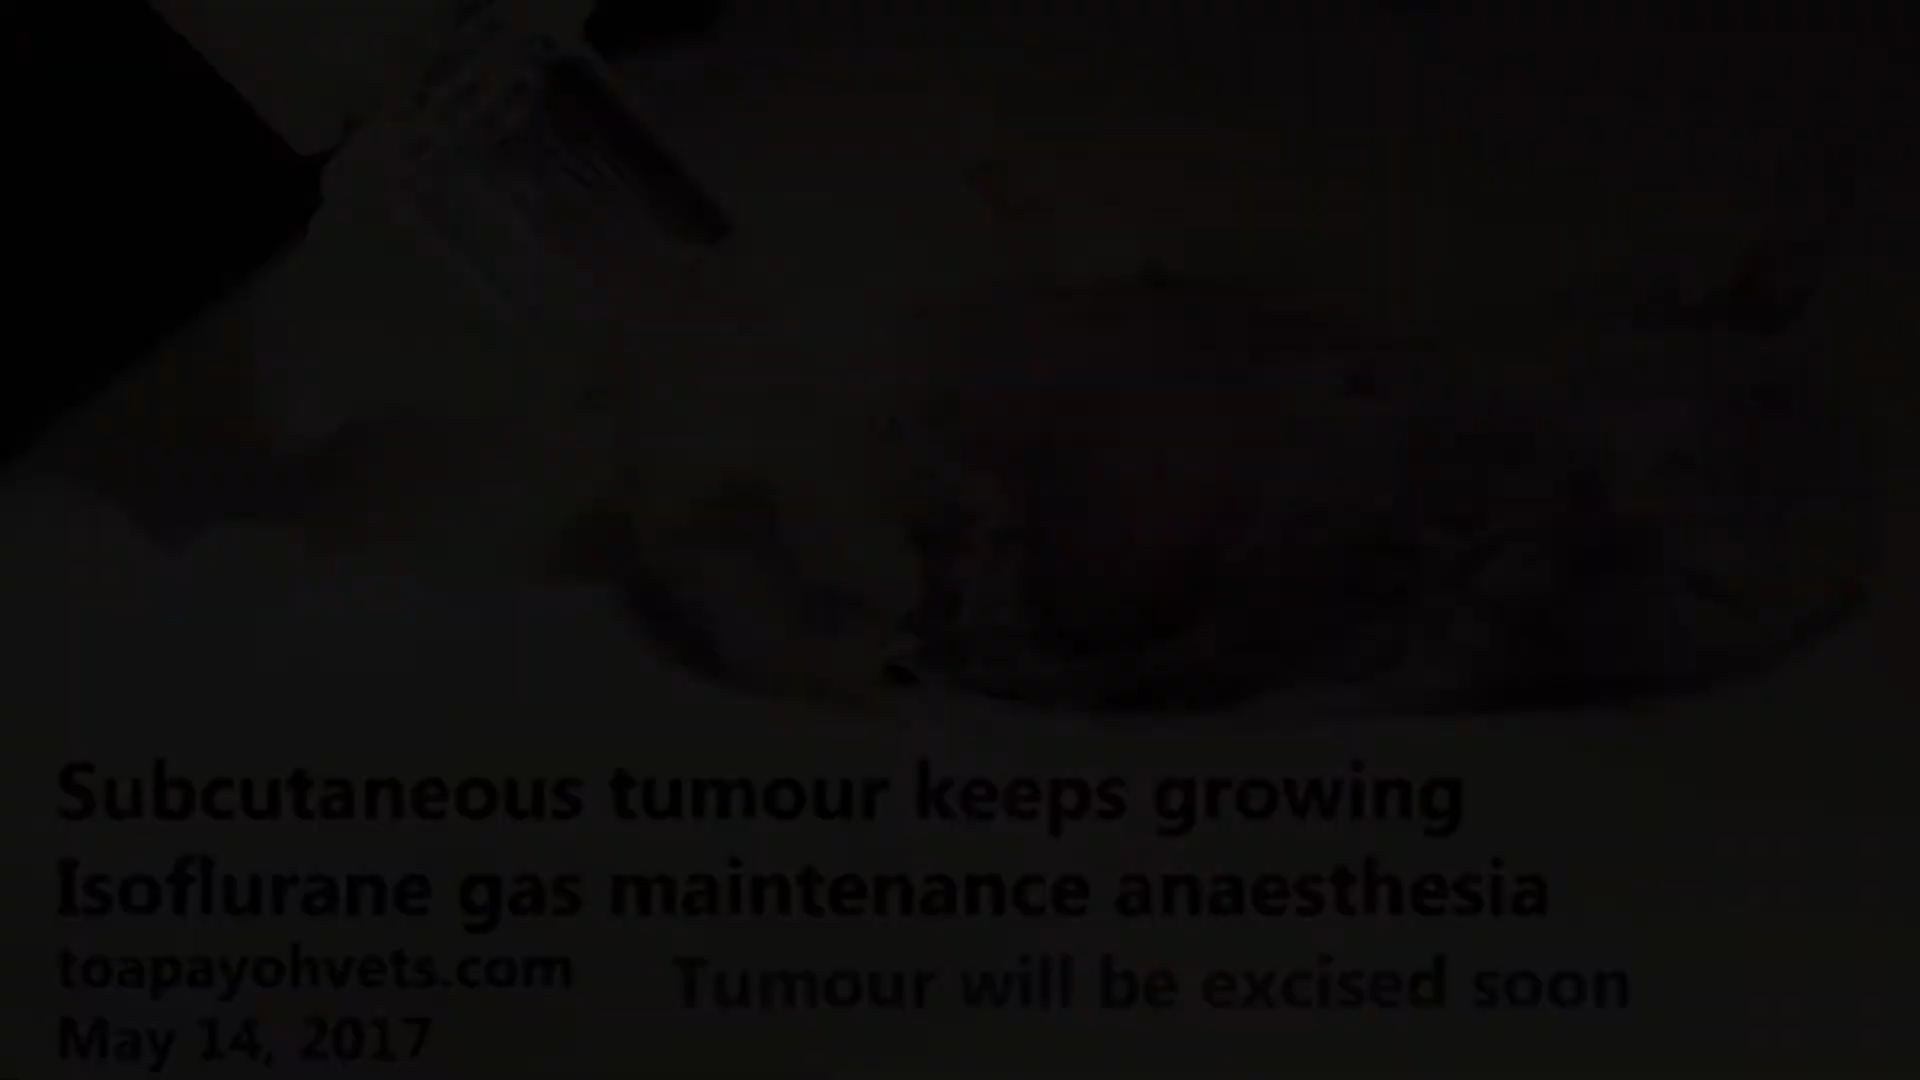 Subcutaneous tumour keeps growing
Isoflurane gas maintenance anaesthesia
toapayohvets.com
Tumour will be excised soon
May 14, 2017